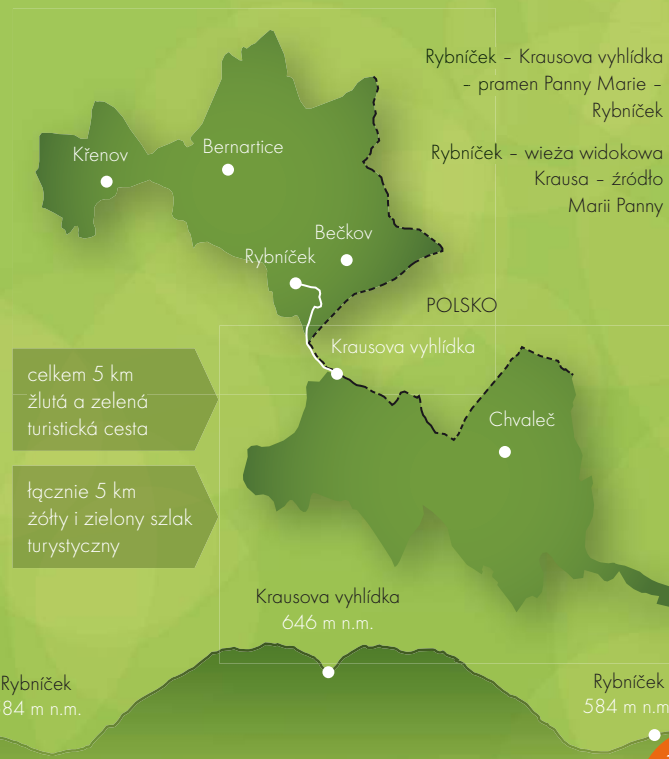 Rybníček – Krausova vyhlídka
– pramen Panny Marie –
Rybníček
Rybníček – wieża widokowa
Krausa – źródło
Marii Panny
Křenov
Bernartice
Bečkov
Rybníček
POLSKO
Krausova vyhlídka
Chvaleč
celkem 5 km
žlutá a zelená
turistická cesta
łącznie 5 km
żółty i zielony szlak
turystyczny
Krausova vyhlídka
646 m n.m.
Rybníček
84 m n.m.
Rybníček
584 m n.m